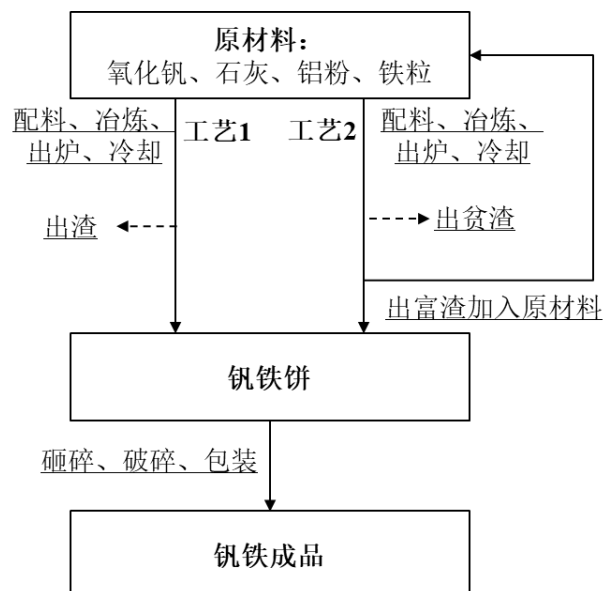 原材料：
氧化钒、石灰、铝粉、铁粒
配料、冶炼、
出炉、冷却
工艺1
工艺2
配料、冶炼、
出炉、冷却
出渣
出贫渣
出富渣加入原材料
钒铁饼
砸碎、破碎、包装
钒铁成品